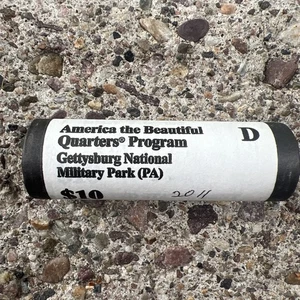 America the Beautiful
Quarters® Program
Gettysburg National
Military Park (PA)
D
$10
2011